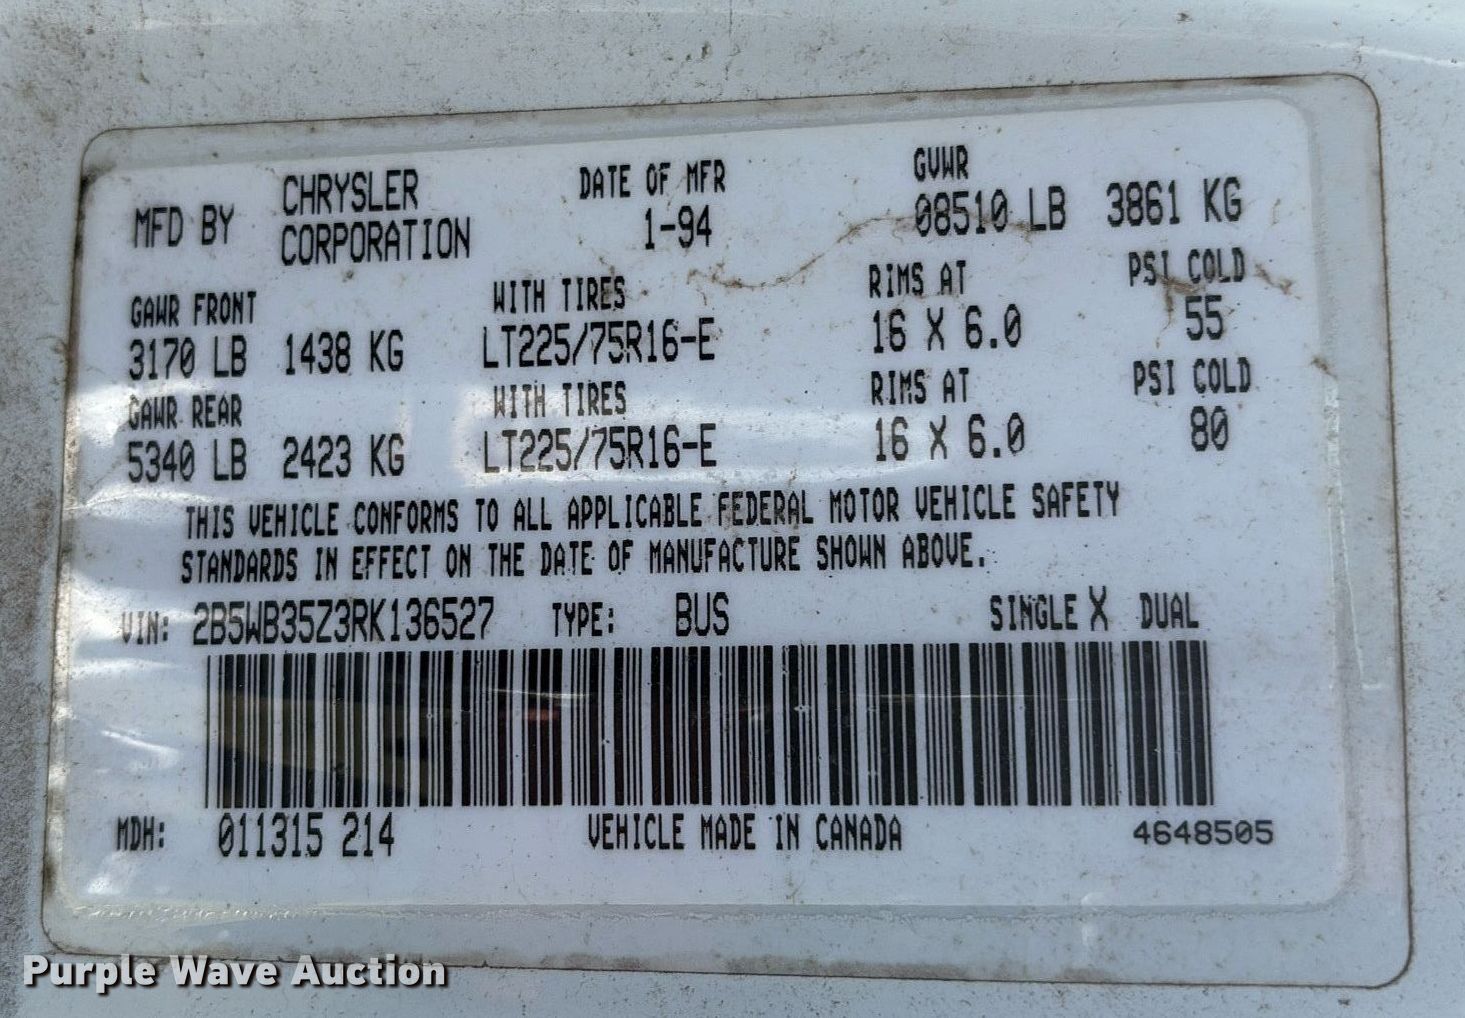 MFD BY CHRYSLER CORPORATION DATE OF MFR 1-94 GVWR 08510 LB 3861 KG
GAWR FRONT WITH TIRES RIMS AT PSI COLD
3170 LB 1438 KG LT225/75R16-E 16 X 6.0 55
GAWR REAR WITH TIRES RIMS AT PSI COLD
5340 LB 2423 KG LT225/75R16-E 16 X 6.0 80
THIS VEHICLE CONFORMS TO ALL APPLICABLE FEDERAL MOTOR VEHICLE SAFETY
STANDARDS IN EFFECT ON THE DATE OF MANUFACTURE SHOWN ABOVE.
VIN: 2B5WB35Z3RK136527 TYPE: BUS SINGLE X DUAL
MDH: 011315 214 VEHICLE MADE IN CANADA 4648505
Purple Wave Auction